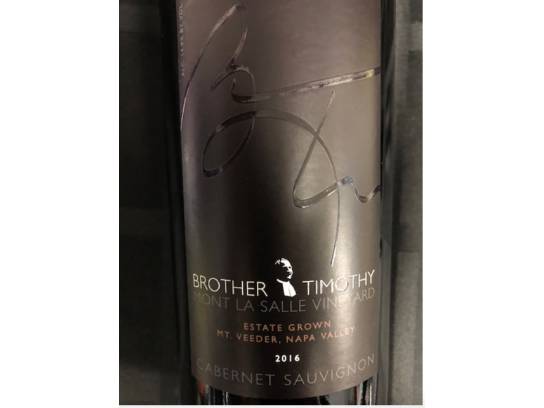 BROTHER TIMOTHY
MONT LA SALLE VINEYARD
ESTATE GROWN
MT. VEEDER, NAPA VALLEY
2016
CABERNET SAUVIGNON